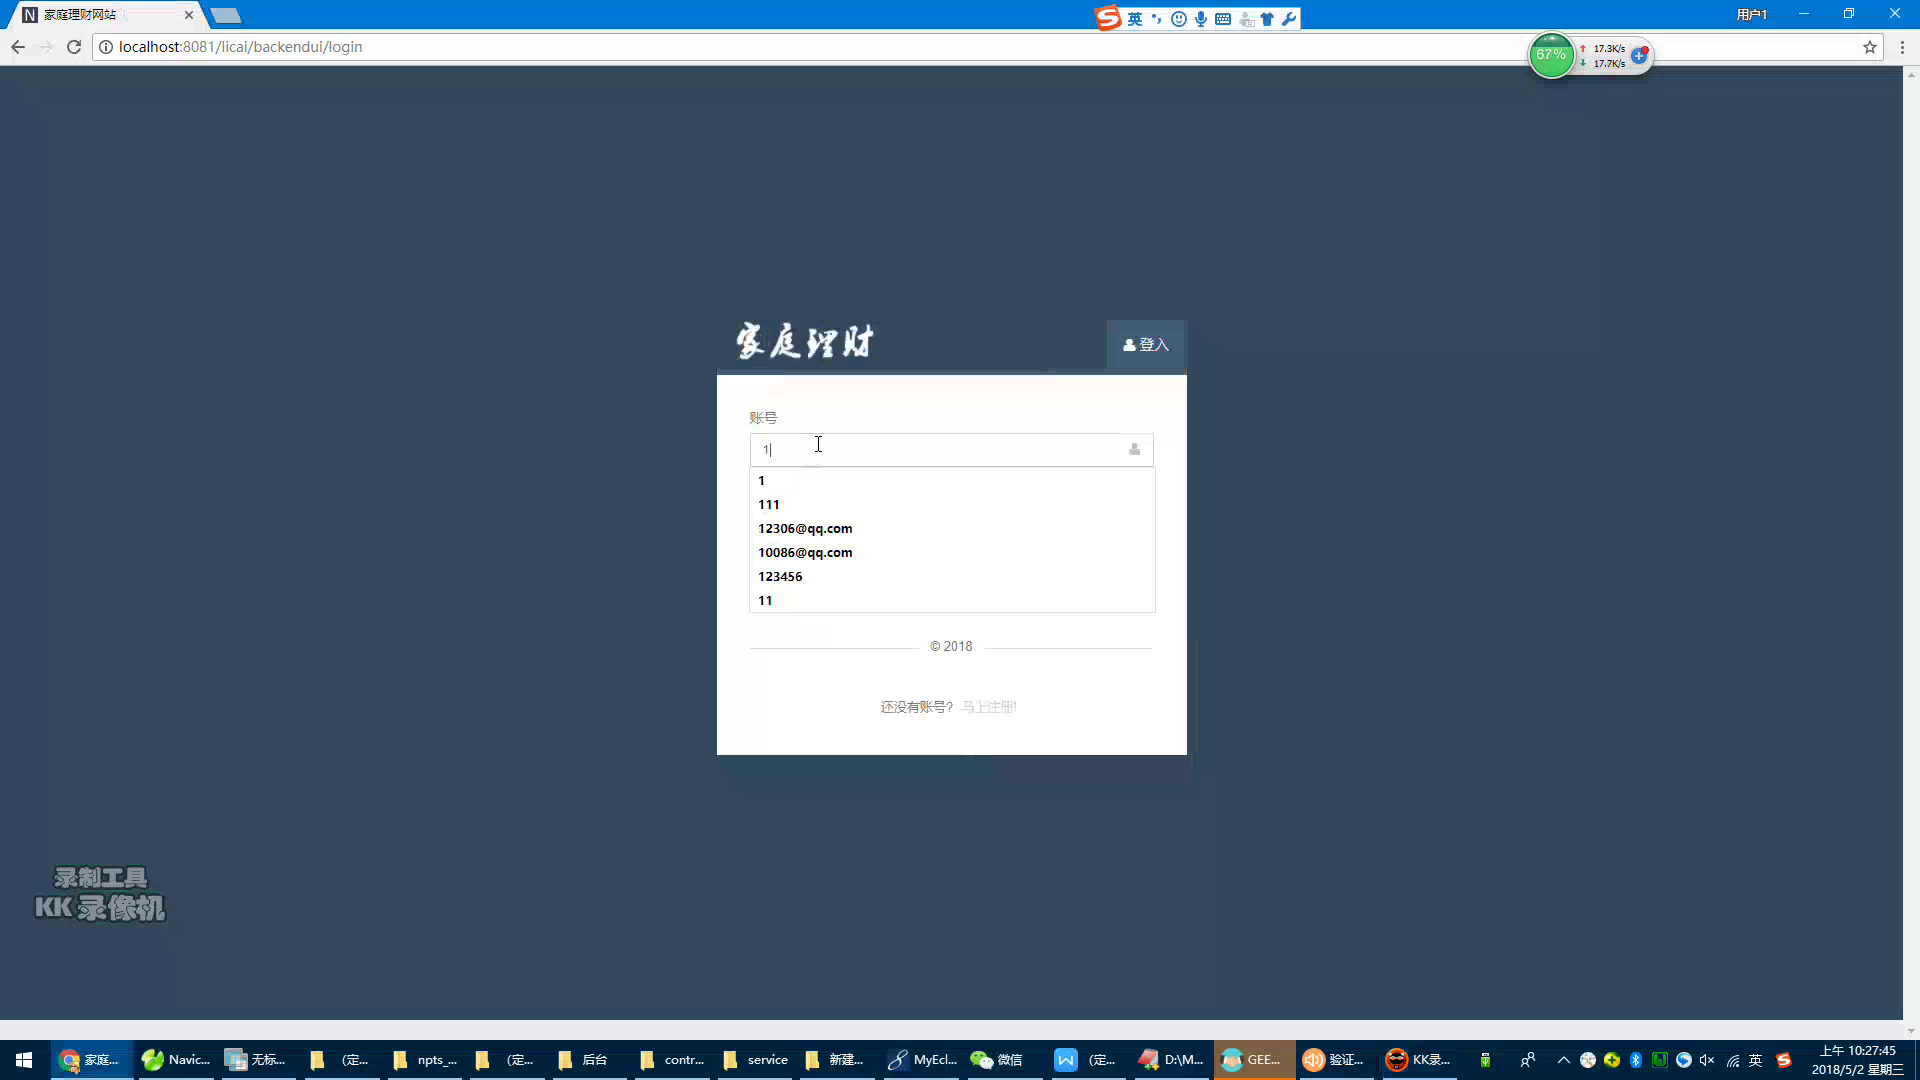 家庭理财网站
英
用户1
localhost:8081/licai/backendui/login
67%
17.3K/s
17.7K/s
家庭理财
登入
账号
1
1
111
12306@qq.com
10086@qq.com
123456
11
© 2018
还没有账号? 马上注册!
录制工具
KK 录像机
家庭...
Navic...
无标...
(定...
npts_...
(定...
后台
contr...
service
新建...
MyEcl...
微信
(定...
D:\M...
GEE...
验证...
KK录...
英
上午 10:27:45
2018/5/2 星期三